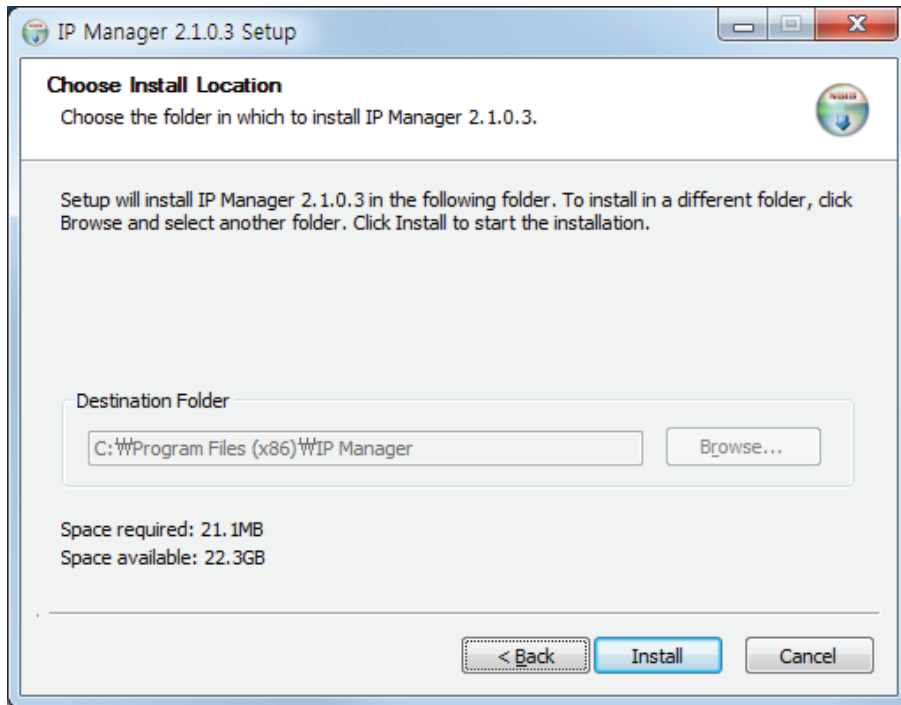 IP Manager 2.1.0.3 Setup
Choose Install Location
Choose the folder in which to install IP Manager 2.1.0.3.
Setup will install IP Manager 2.1.0.3 in the following folder. To install in a different folder, click
Browse and select another folder. Click Install to start the installation.
Destination Folder
C:₩Program Files (x86)₩IP Manager
Browse...
Space required: 21.1MB
Space available: 22.3GB
< Back
Install
Cancel